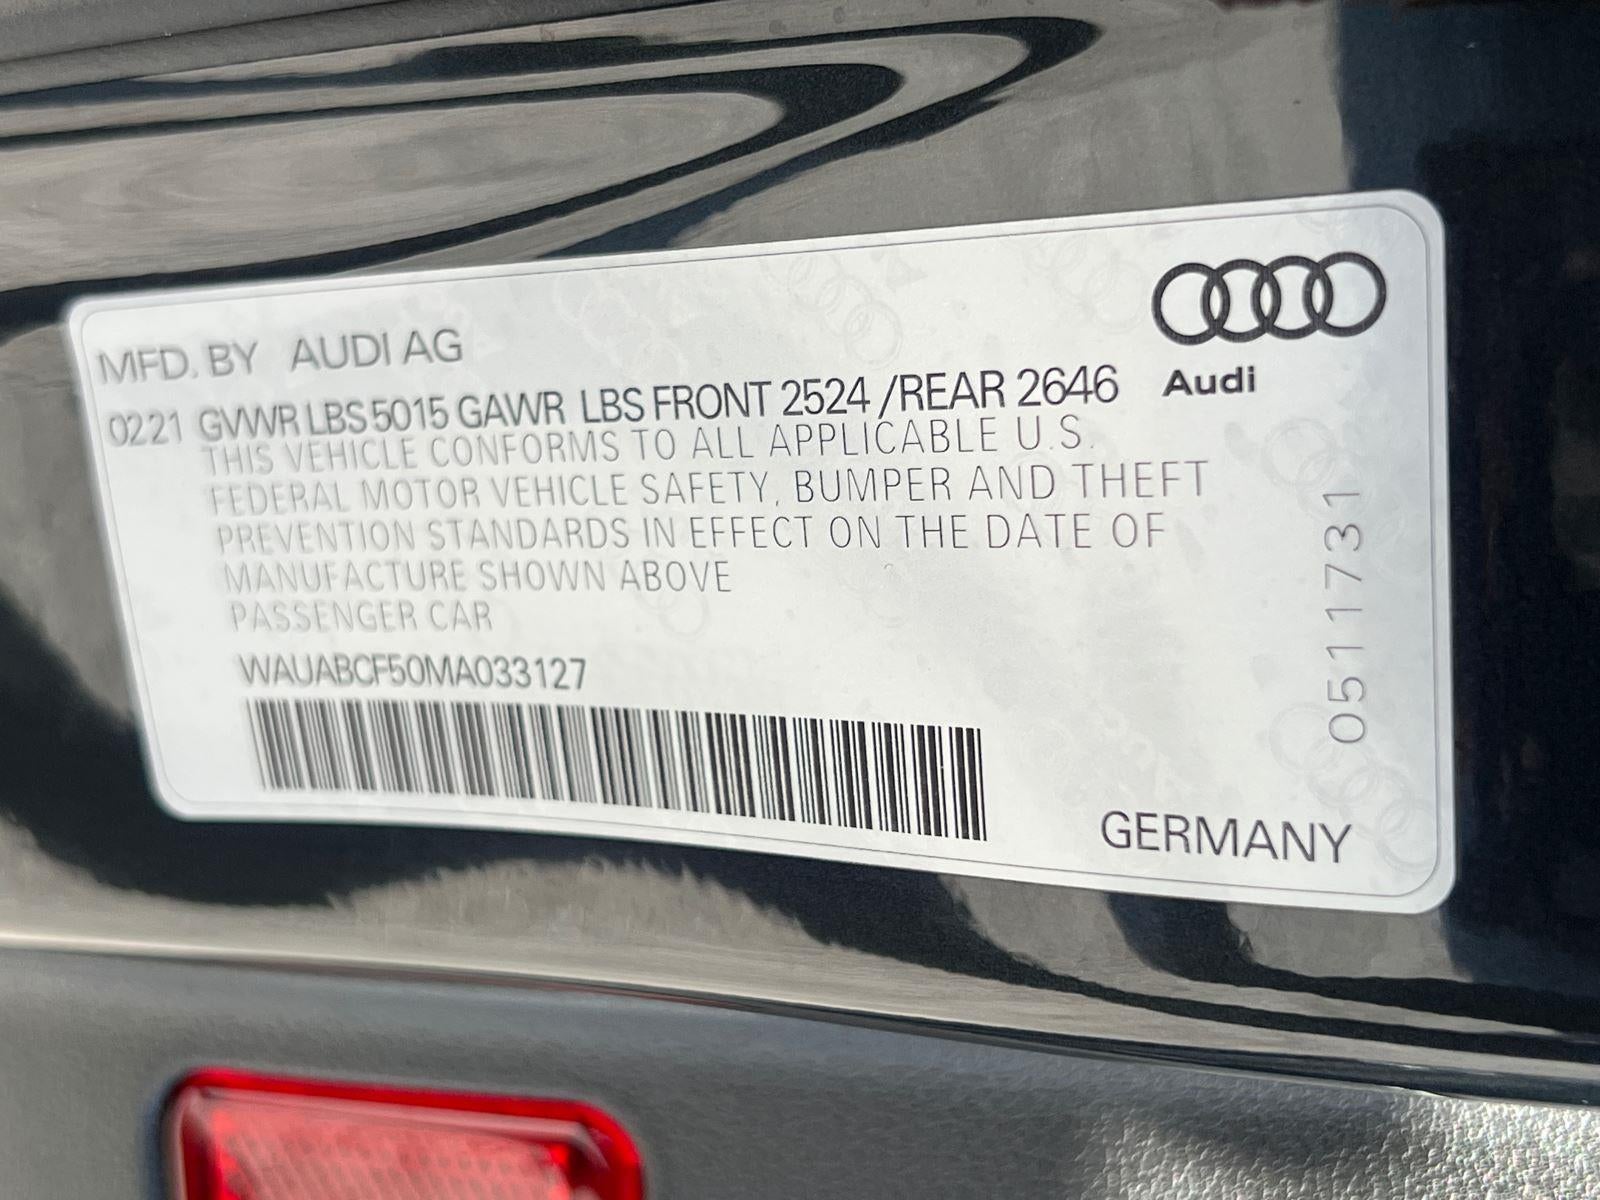 MFD. BY AUDI AG
Audi
0221 GVWR LBS 5015 GAWR LBS FRONT 2524 /REAR 2646
THIS VEHICLE CONFORMS TO ALL APPLICABLE U.S.
FEDERAL MOTOR VEHICLE SAFETY, BUMPER AND THEFT
PREVENTION STANDARDS IN EFFECT ON THE DATE OF
MANUFACTURE SHOWN ABOVE
PASSENGER CAR
WAUABCF50MA033127
0511731
GERMANY